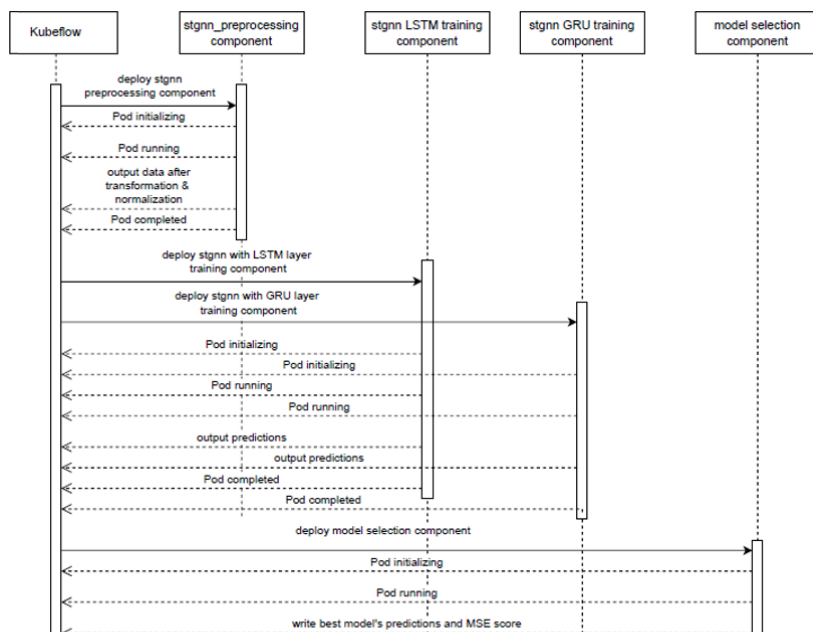 Kubeflow
stgnn_preprocessing
component
stgnn LSTM training
component
stgnn GRU training
component
model selection
component
deploy stgnn
preprocessing component
Pod initializing
Pod running
output data after
transformation &
normalization
Pod completed
deploy stgnn with LSTM layer
training component
deploy stgnn with GRU layer
training component
Pod initializing
Pod initializing
Pod running
Pod running
output predictions
output predictions
Pod completed
Pod completed
deploy model selection component
Pod initializing
Pod running
write best model's predictions and MSE score